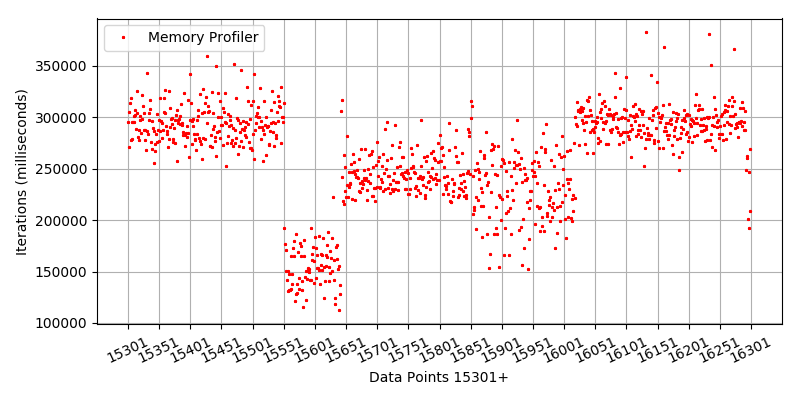 Memory Profiler
350000
300000
250000
200000
150000
100000
Iterations (milliseconds)
15301 15351 15401 15451 15501 15551 15601 15651 15701 15751 15801 15851 15901 15951 16001 16051 16101 16151 16201 16251 16301
Data Points 15301+